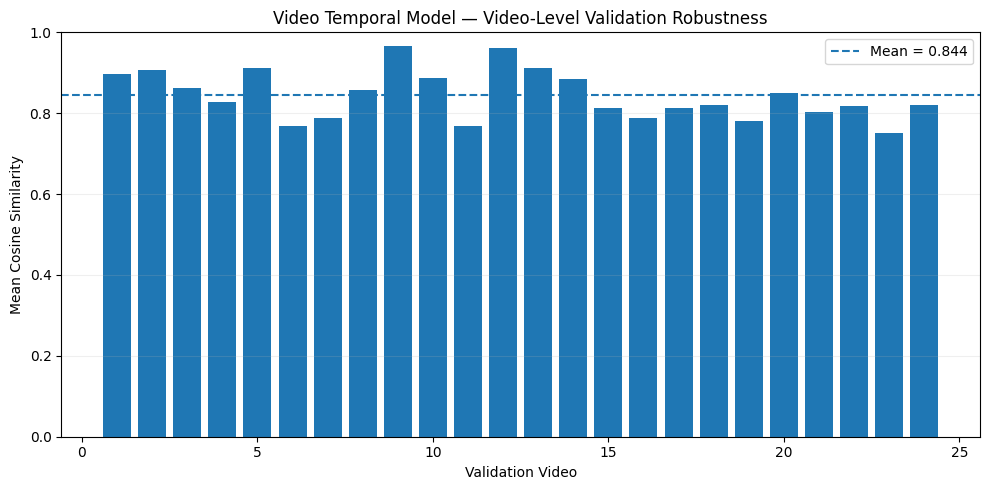 Video Temporal Model — Video-Level Validation Robustness
Mean = 0.844
Mean Cosine Similarity
1.0
0.8
0.6
0.4
0.2
0.0
0 5 10 15 20 25
Validation Video